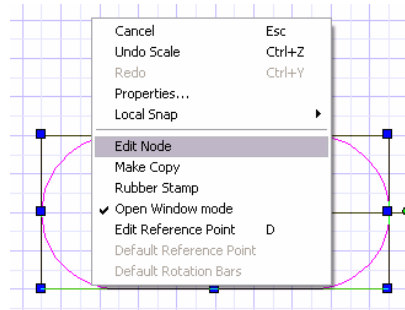 Cancel Esc
Undo Scale Ctrl+Z
Redo Ctrl+Y
Properties...
Local Snap
Edit Node
Make Copy
Rubber Stamp
Open Window mode
Edit Reference Point D
Default Reference Point
Default Rotation Bars